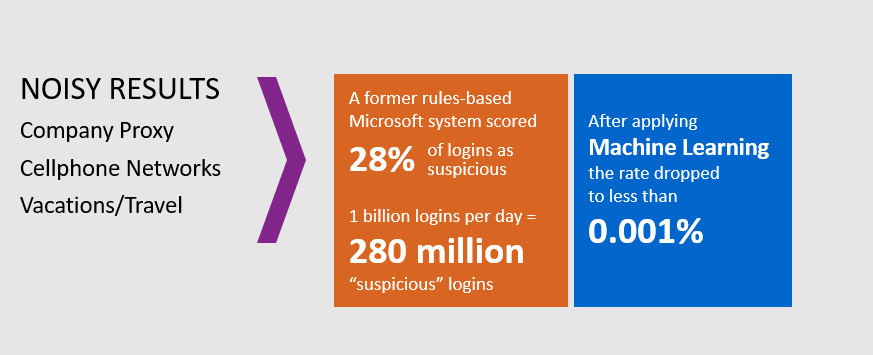 NOISY RESULTS
Company Proxy
Cellphone Networks
Vacations/Travel
A former rules-based
Microsoft system scored
28% of logins as
suspicious
1 billion logins per day =
280 million
“suspicious” logins
After applying
Machine Learning
the rate dropped
to less than
0.001%